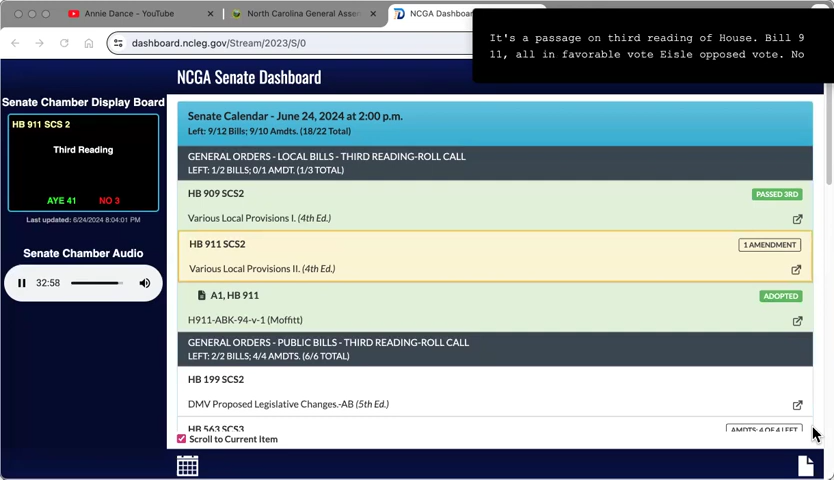 Annie Dance - YouTube
North Carolina General Assem
NCGA Dashboa
It's a passage on third reading of House. Bill 9
11, all in favorable vote Eisle opposed vote. No
dashboard.ncleg.gov/Stream/2023/S/0
NCGA Senate Dashboard
Senate Chamber Display Board
HB 911 SCS 2
Third Reading
AYE 41 NO 3
Last updated: 6/24/2024 8:04:01 PM
Senate Chamber Audio
32:58
Senate Calendar - June 24, 2024 at 2:00 p.m.
Left: 9/12 Bills; 9/10 Amdts. (18/22 Total)
GENERAL ORDERS - LOCAL BILLS - THIRD READING-ROLL CALL
LEFT: 1/2 BILLS; 0/1 AMDT. (1/3 TOTAL)
HB 909 SCS2 PASSED 3RD
Various Local Provisions I. (4th Ed.)
HB 911 SCS2 1 AMENDMENT
Various Local Provisions II. (4th Ed.)
A1, HB 911 ADOPTED
H911-ABK-94-v-1 (Moffitt)
GENERAL ORDERS - PUBLIC BILLS - THIRD READING-ROLL CALL
LEFT: 2/2 BILLS; 4/4 AMDTS. (6/6 TOTAL)
HB 199 SCS2
DMV Proposed Legislative Changes.-AB (5th Ed.)
HB 563 SCS3 AMDTS: 4 OF 4 LEFT
Scroll to Current Item